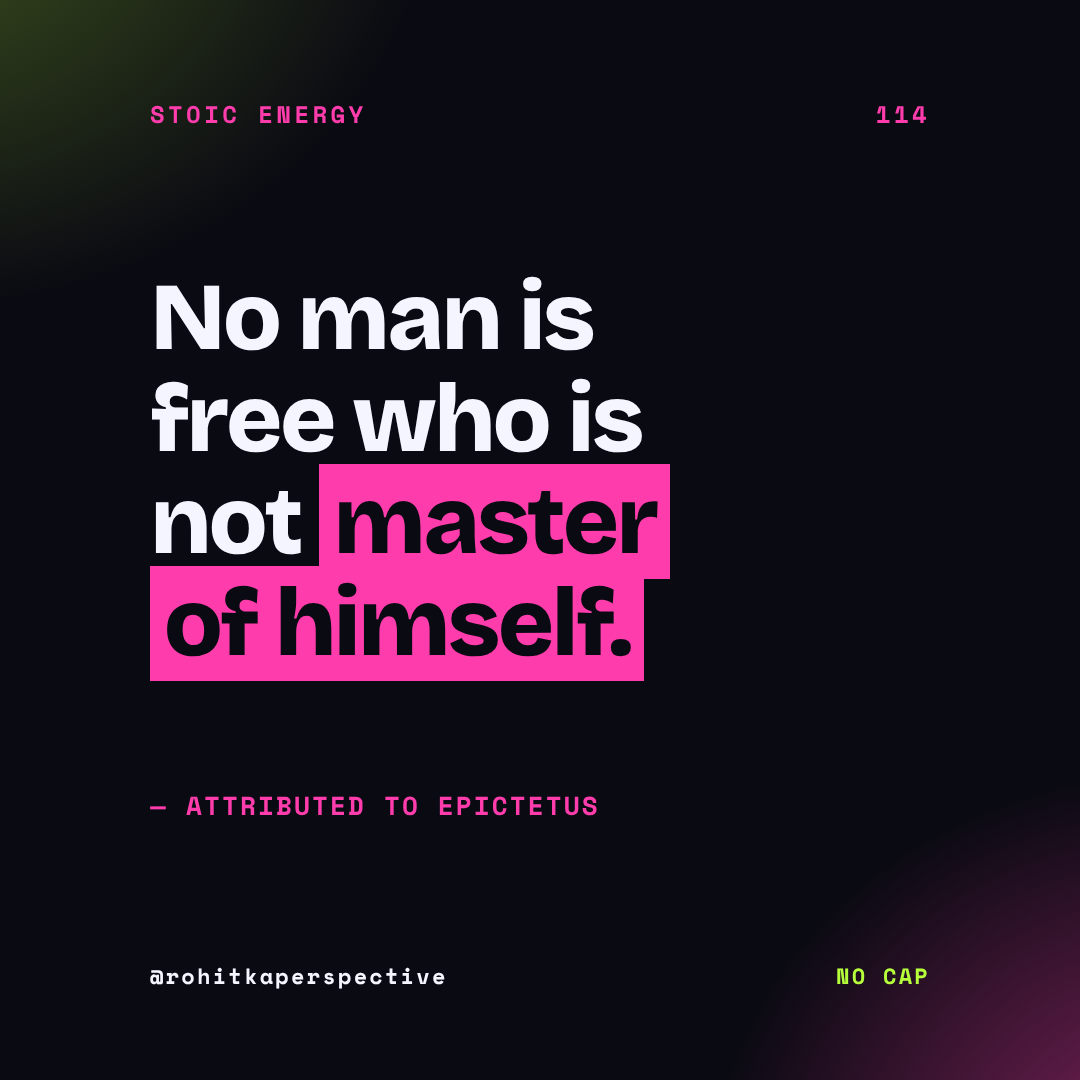 STOIC ENERGY
114
No man is
free who is
not master
of himself.
— ATTRIBUTED TO EPICTETUS
@rohitkaperspective
NO CAP